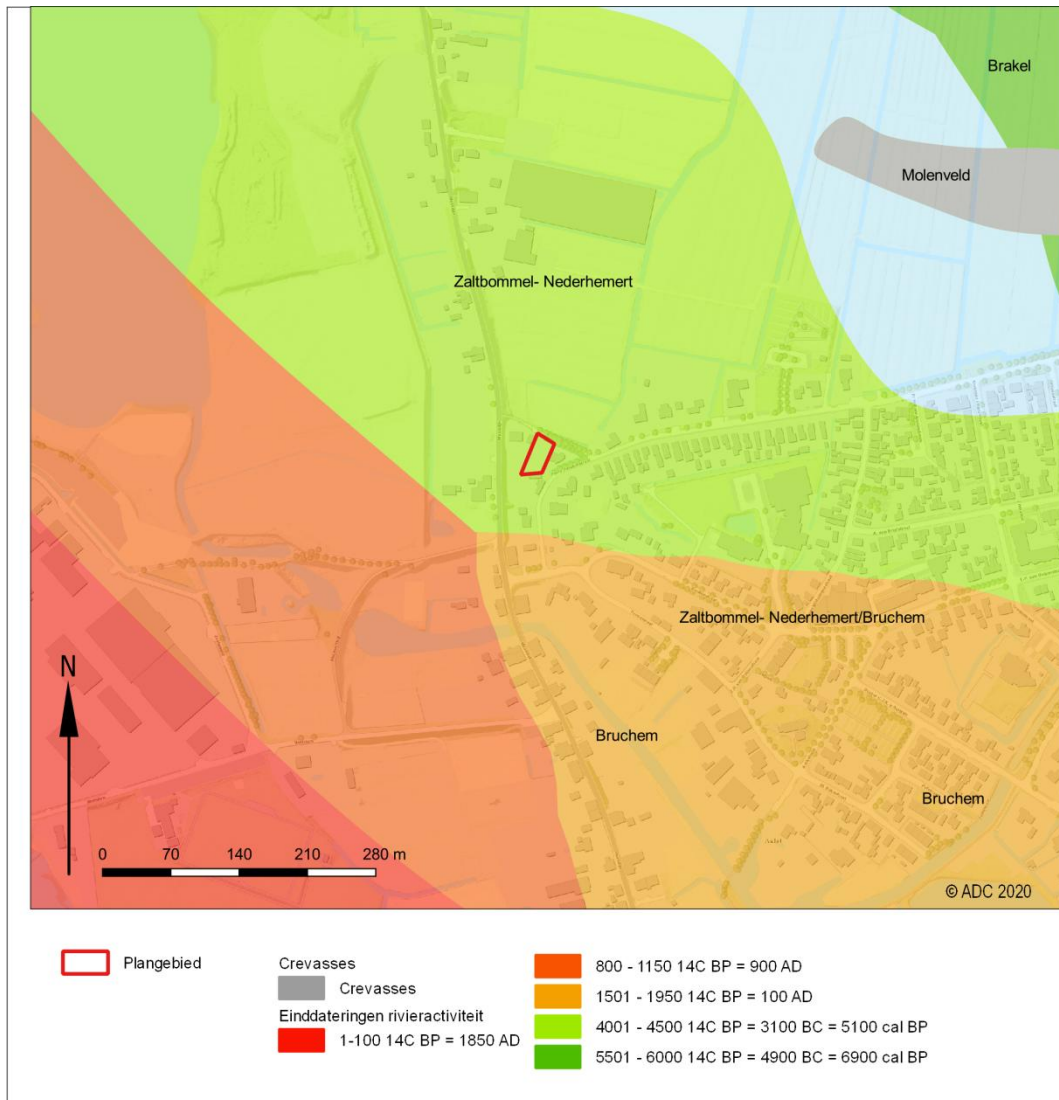 Brakel
Molenveld
Zaltbommel- Nederhemert
Zaltbommel- Nederhemert/Bruchem
Bruchem
Bruchem
N
0 70 140 210 280 m
© ADC 2020
Plangebied
Crevasses
Crevasses
Einddateringen rivieractiviteit
1-100 14C BP = 1850 AD
800 - 1150 14C BP = 900 AD
1501 - 1950 14C BP = 100 AD
4001 - 4500 14C BP = 3100 BC = 5100 cal BP
5501 - 6000 14C BP = 4900 BC = 6900 cal BP